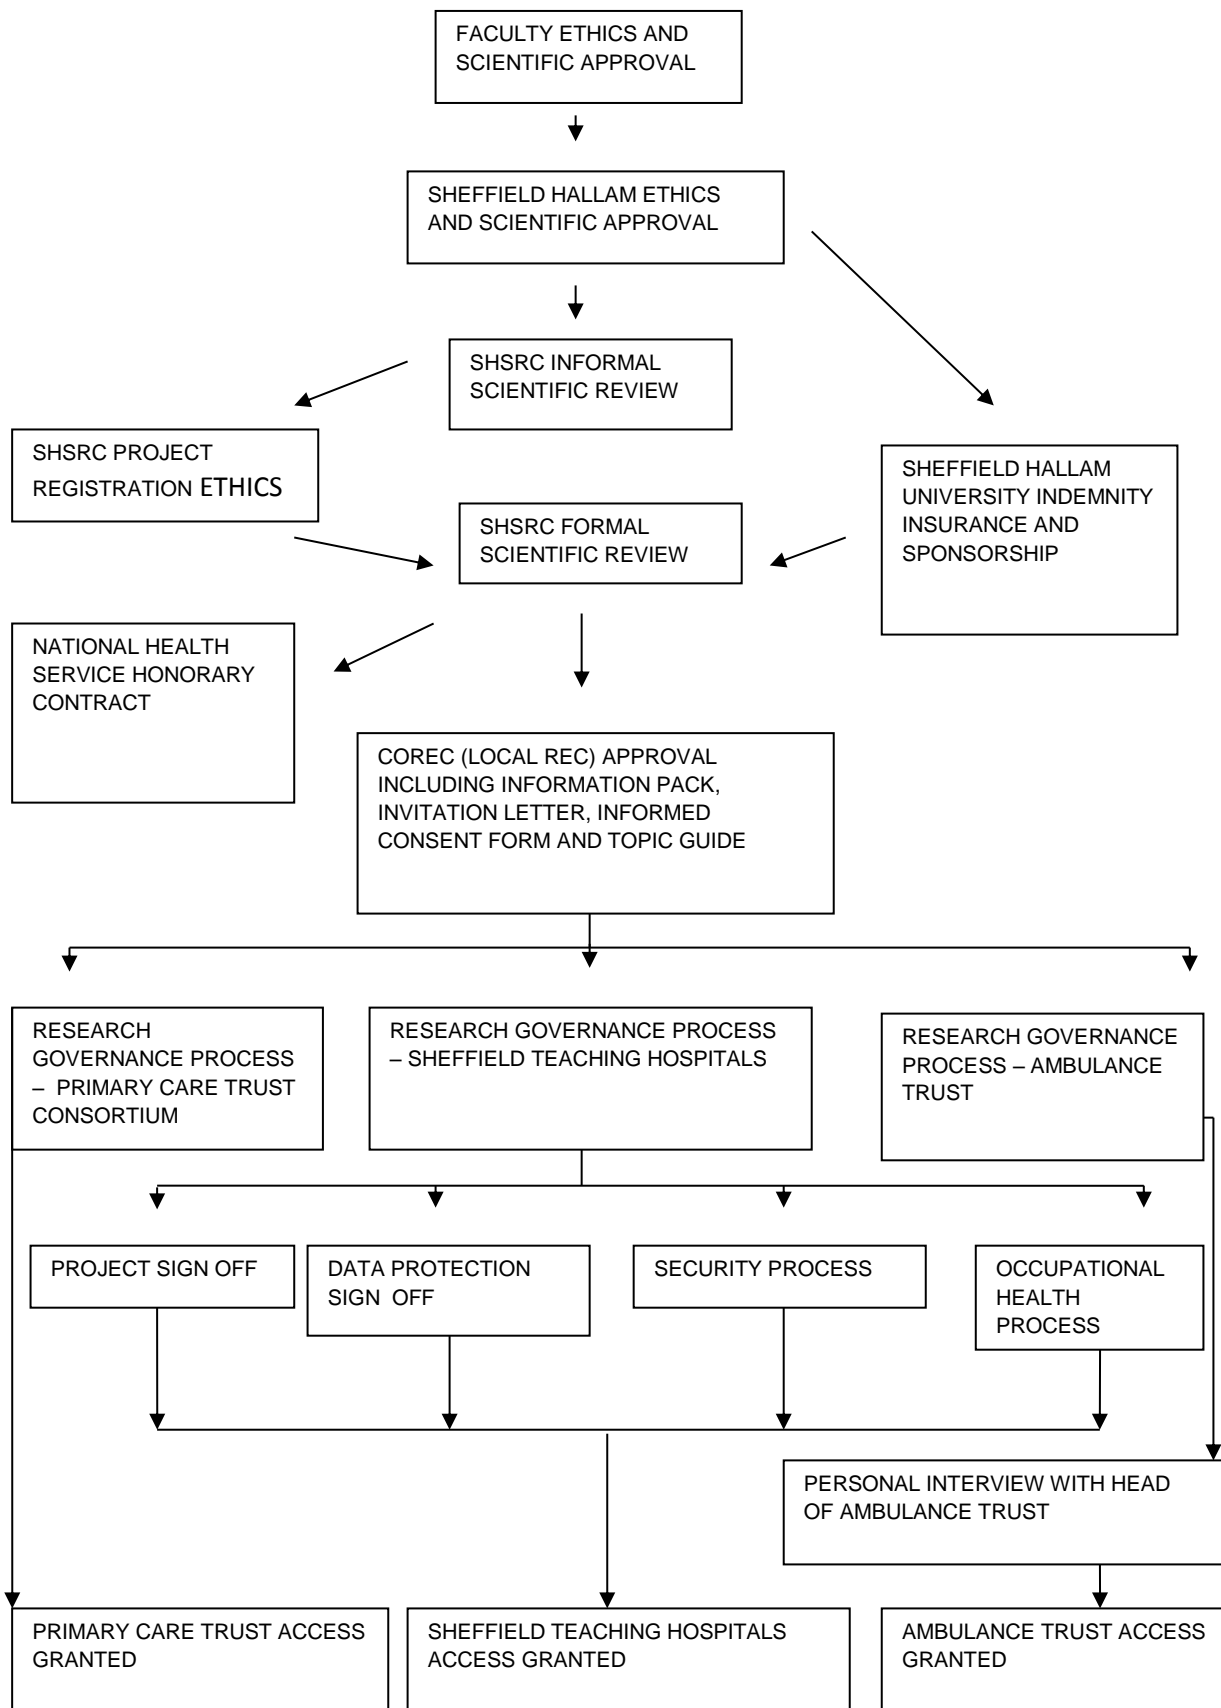 FACULTY ETHICS AND
SCIENTIFIC APPROVAL
SHEFFIELD HALLAM ETHICS
AND SCIENTIFIC APPROVAL
SHSRC INFORMAL
SCIENTIFIC REVIEW
SHSRC PROJECT
REGISTRATION ETHICS
SHEFFIELD HALLAM
UNIVERSITY INDEMNITY
INSURANCE AND
SPONSORSHIP
SHSRC FORMAL
SCIENTIFIC REVIEW
NATIONAL HEALTH
SERVICE HONORARY
CONTRACT
COREC (LOCAL REC) APPROVAL
INCLUDING INFORMATION PACK,
INVITATION LETTER, INFORMED
CONSENT FORM AND TOPIC GUIDE
RESEARCH
GOVERNANCE PROCESS
– PRIMARY CARE TRUST
CONSORTIUM
RESEARCH GOVERNANCE PROCESS
– SHEFFIELD TEACHING HOSPITALS
RESEARCH GOVERNANCE
PROCESS – AMBULANCE
TRUST
PROJECT SIGN OFF
DATA PROTECTION
SIGN OFF
SECURITY PROCESS
OCCUPATIONAL
HEALTH
PROCESS
PERSONAL INTERVIEW WITH HEAD
OF AMBULANCE TRUST
PRIMARY CARE TRUST ACCESS
GRANTED
SHEFFIELD TEACHING HOSPITALS
ACCESS GRANTED
AMBULANCE TRUST ACCESS
GRANTED